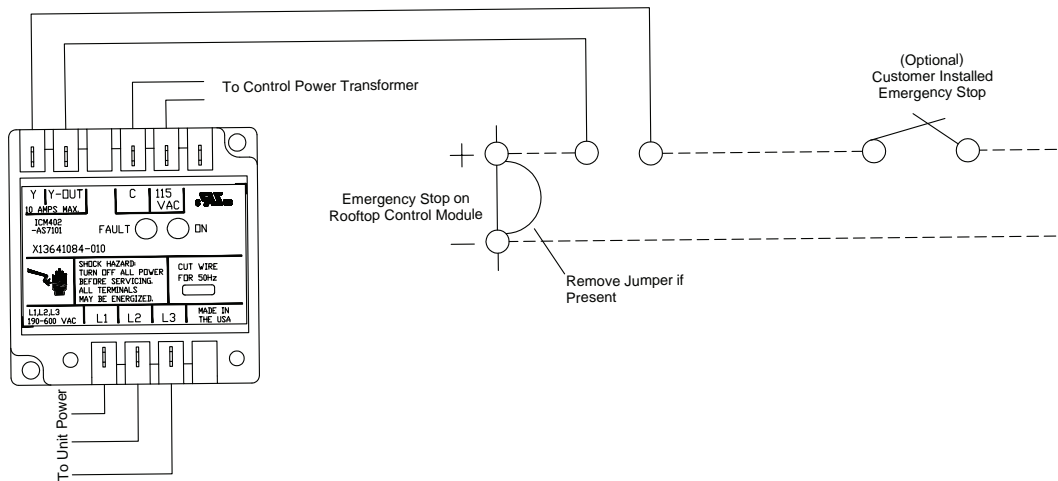 To Control Power Transformer
(Optional)
Customer Installed
Emergency Stop
+
Emergency Stop on
Rooftop Control Module
—
Remove Jumper if
Present
Y Y-OUT C 115 VAC
10 AMPS MAX.
ICM402
-AS7101
FAULT ON
X13641084-010
SHOCK HAZARD:
TURN OFF ALL POWER
BEFORE SERVICING.
ALL TERMINALS
MAY BE ENERGIZED.
CUT WIRE
FOR 50Hz
L1,L2,L3
190-600 VAC
L1 L2 L3
MADE IN
THE USA
To Unit Power